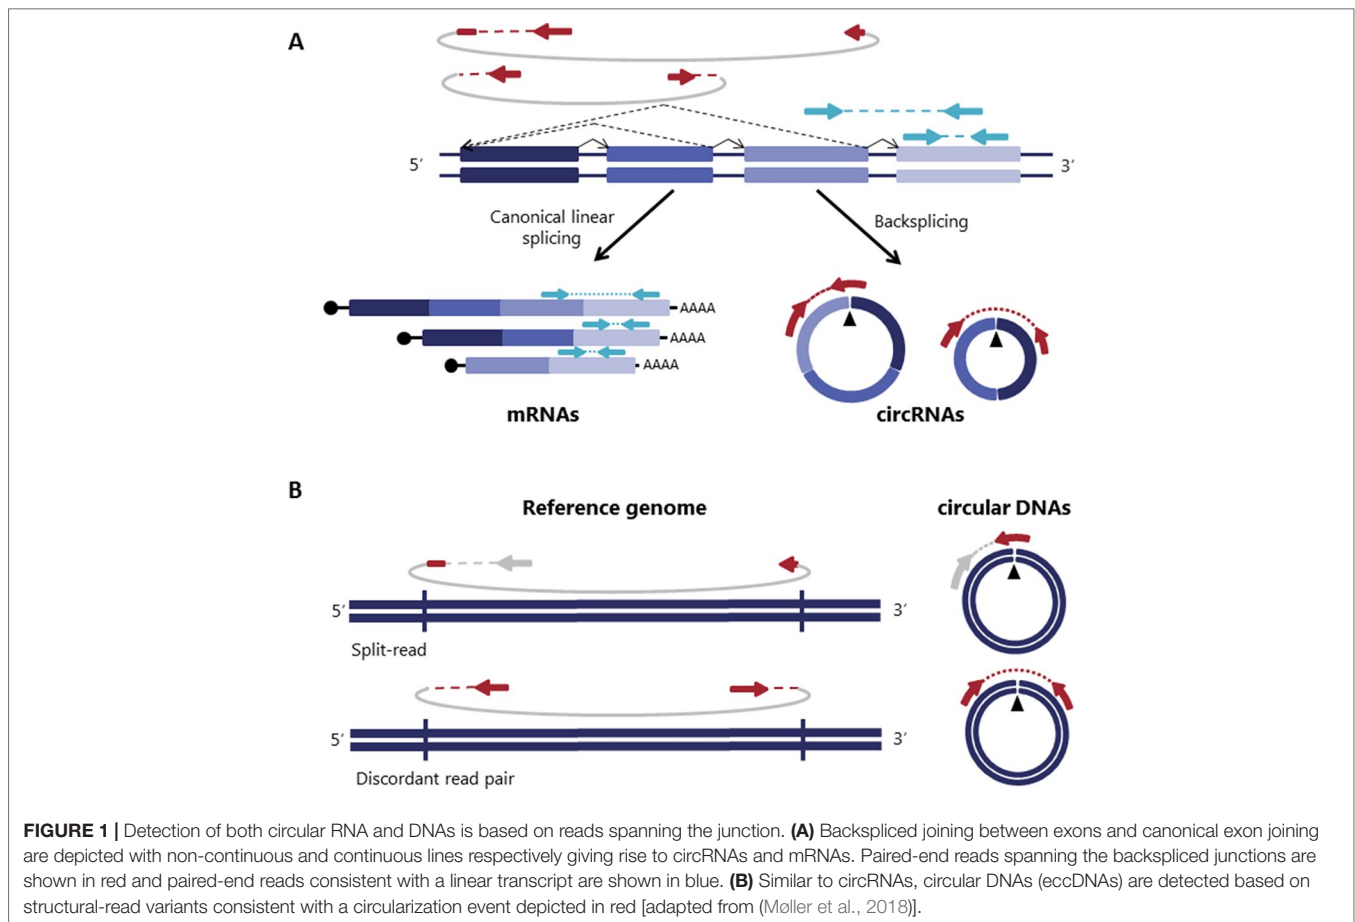 A
5′
3′
Canonical linear
splicing
Backsplicing
AAAA
AAAA
AAAA
mRNAs
circRNAs
B
Reference genome
circular DNAs
5′
3′
Split-read
5′
3′
Discordant read pair
FIGURE 1 | Detection of both circular RNA and DNAs is based on reads spanning the junction. (A) Backspliced joining between exons and canonical exon joining
are depicted with non-continuous and continuous lines respectively giving rise to circRNAs and mRNAs. Paired-end reads spanning the backspliced junctions are
shown in red and paired-end reads consistent with a linear transcript are shown in blue. (B) Similar to circRNAs, circular DNAs (eccDNAs) are detected based on
structural-read variants consistent with a circularization event depicted in red [adapted from (Møller et al., 2018)].